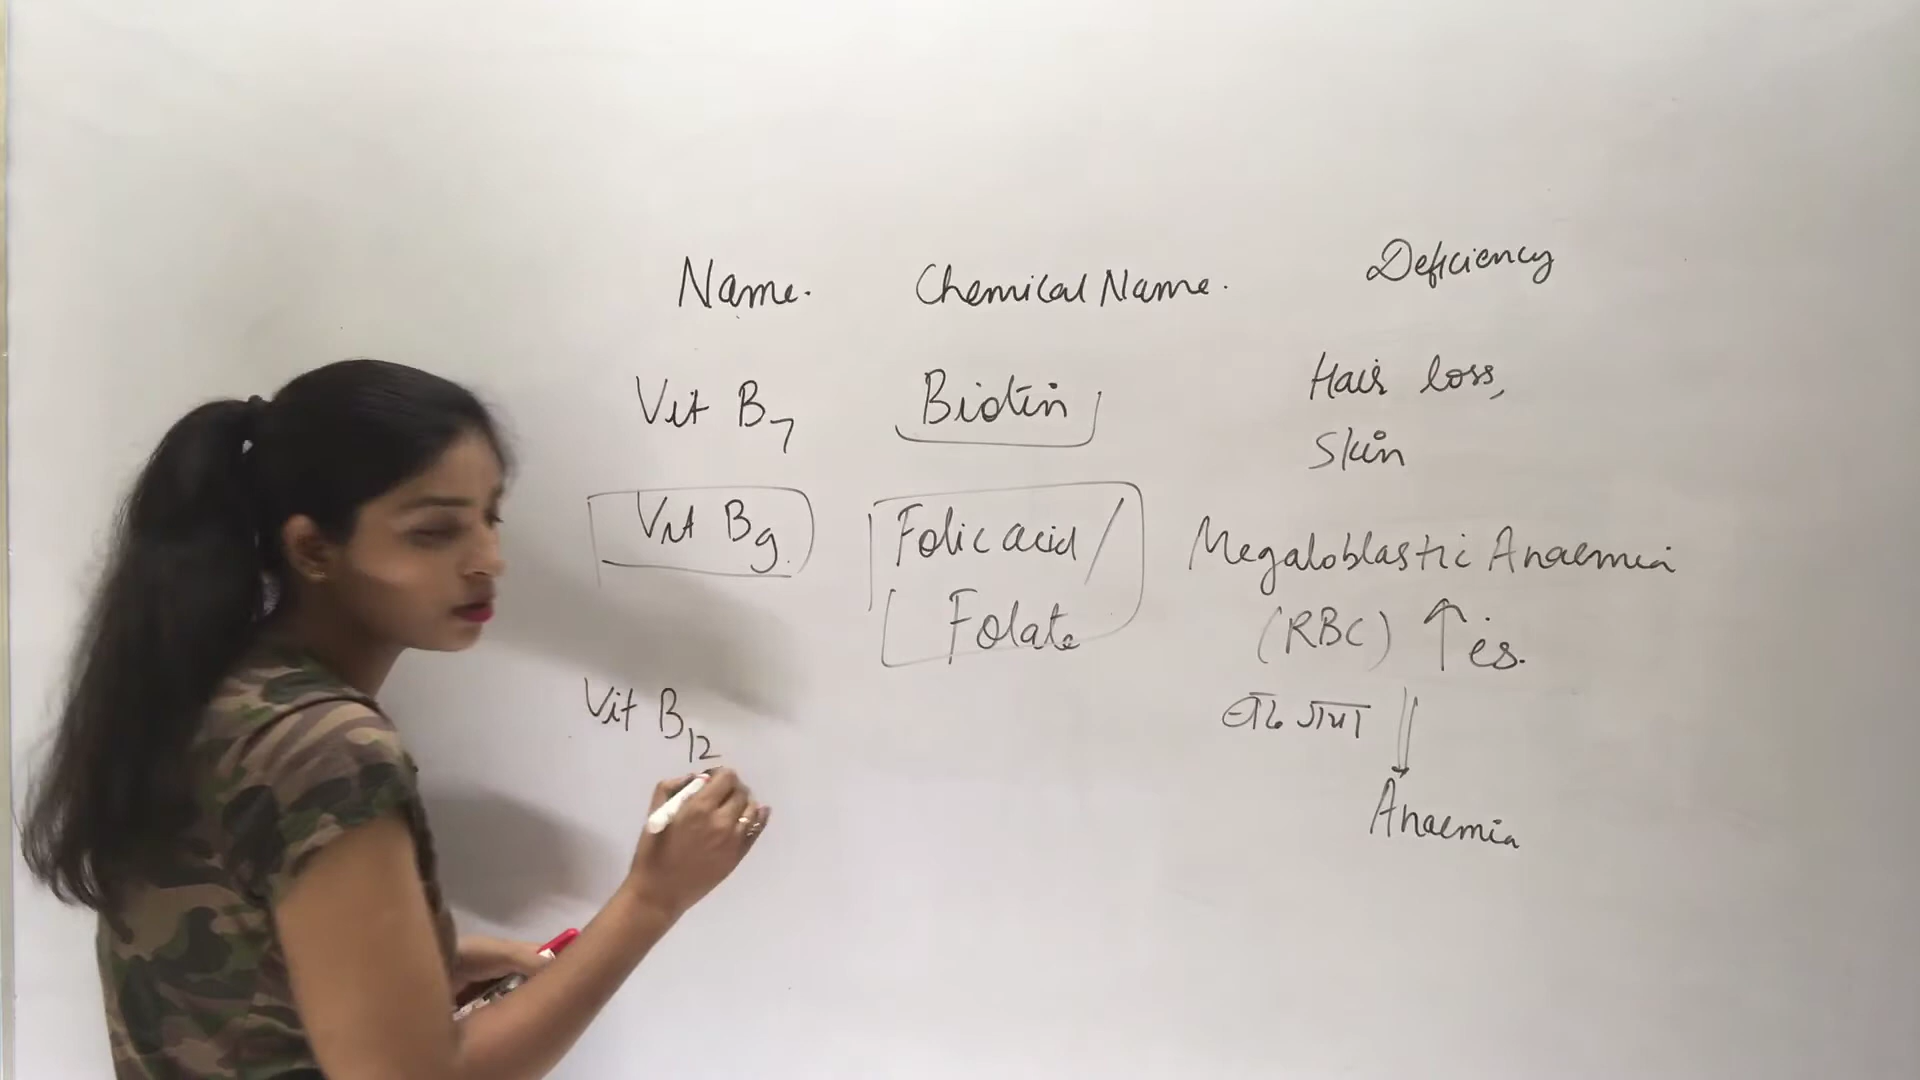 Name. Chemical Name. Deficiency
Vit B7 Biotin Hair loss,
Skin
Vit B9. Folic acid / Megaloblastic Anaemia
Folate (RBC) ↑es.
Vit B12
Anaemia